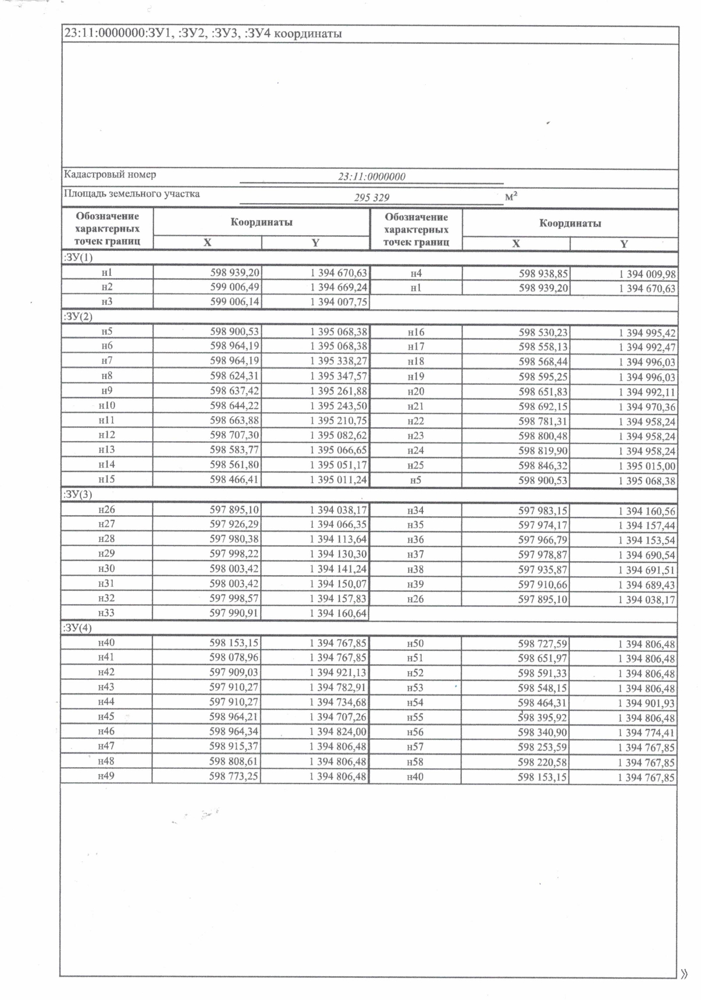 23:11:0000000:ЗУ1, :ЗУ2, :ЗУ3, :ЗУ4 координаты
Кадастровый номер 23:11:0000000
Площадь земельного участка 295 329 м²
Обозначение характерных точек границ Координаты Обозначение характерных точек границ Координаты
X Y X Y
:ЗУ(1)
н1 598 939,20 1 394 670,63 н4 598 938,85 1 394 009,98
н2 599 006,49 1 394 669,24 н1 598 939,20 1 394 670,63
н3 599 006,14 1 394 007,75
:ЗУ(2)
н5 598 900,53 1 395 068,38 н16 598 530,23 1 394 995,42
н6 598 964,19 1 395 068,38 н17 598 558,13 1 394 992,47
н7 598 964,19 1 395 338,27 н18 598 568,44 1 394 996,03
н8 598 624,31 1 395 347,57 н19 598 595,25 1 394 996,03
н9 598 637,42 1 395 261,88 н20 598 651,83 1 394 992,11
н10 598 644,22 1 395 243,50 н21 598 692,15 1 394 970,36
н11 598 663,88 1 395 210,75 н22 598 781,31 1 394 958,24
н12 598 707,30 1 395 082,62 н23 598 800,48 1 394 958,24
н13 598 583,77 1 395 066,65 н24 598 819,90 1 394 958,24
н14 598 561,80 1 395 051,17 н25 598 846,32 1 395 015,00
н15 598 466,41 1 395 011,24 н5 598 900,53 1 395 068,38
:ЗУ(3)
н26 597 895,10 1 394 038,17 н34 597 983,15 1 394 160,56
н27 597 926,29 1 394 066,35 н35 597 974,17 1 394 157,44
н28 597 980,38 1 394 113,64 н36 597 966,79 1 394 153,54
н29 597 998,22 1 394 130,30 н37 597 978,87 1 394 690,54
н30 598 003,42 1 394 141,24 н38 597 935,87 1 394 691,51
н31 598 003,42 1 394 150,07 н39 597 910,66 1 394 689,43
н32 597 998,57 1 394 157,83 н26 597 895,10 1 394 038,17
н33 597 990,91 1 394 160,64
:ЗУ(4)
н40 598 153,15 1 394 767,85 н50 598 727,59 1 394 806,48
н41 598 078,96 1 394 767,85 н51 598 651,97 1 394 806,48
н42 597 909,03 1 394 921,13 н52 598 591,33 1 394 806,48
н43 597 910,27 1 394 782,91 н53 598 548,15 1 394 806,48
н44 597 910,27 1 394 734,68 н54 598 464,31 1 394 901,93
н45 598 964,21 1 394 707,26 н55 598 395,92 1 394 806,48
н46 598 964,34 1 394 824,00 н56 598 340,90 1 394 774,41
н47 598 915,37 1 394 806,48 н57 598 253,59 1 394 767,85
н48 598 808,61 1 394 806,48 н58 598 220,58 1 394 767,85
н49 598 773,25 1 394 806,48 н40 598 153,15 1 394 767,85
»